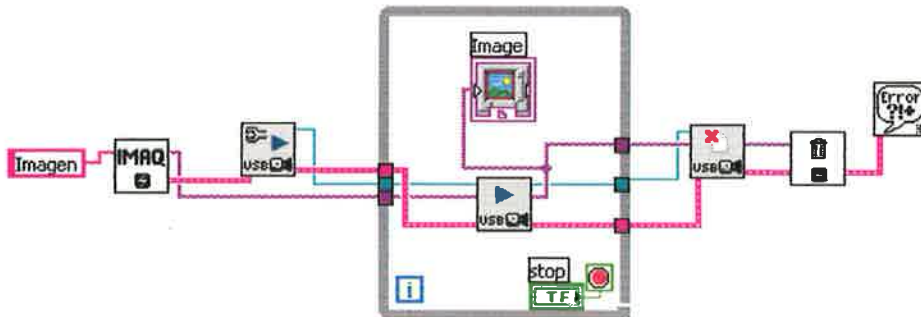 Image
Error
?!+
Imagen
IMAQ
USB
USB
USB
i
stop
TF